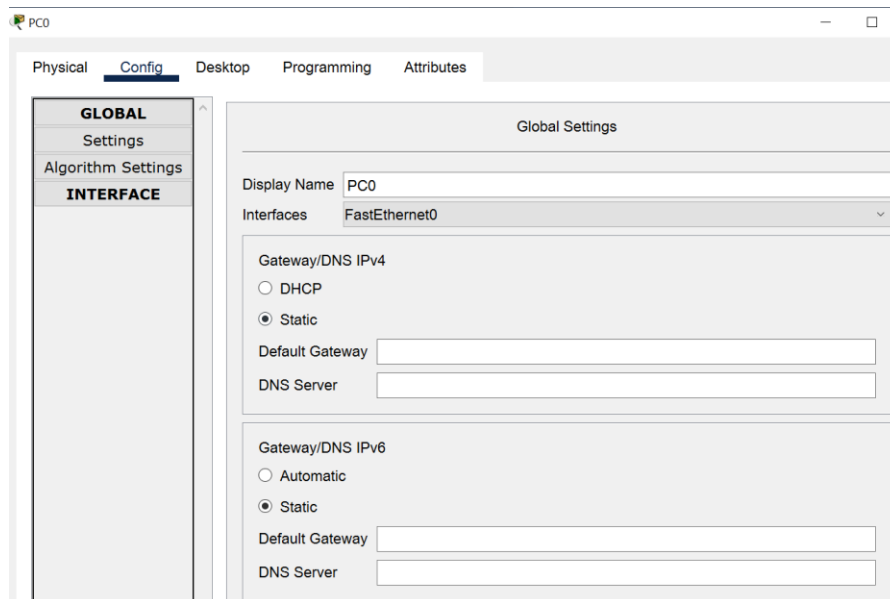 PC0
Physical Config Desktop Programming Attributes
GLOBAL
Settings
Algorithm Settings
INTERFACE
Global Settings
Display Name PC0
Interfaces FastEthernet0
Gateway/DNS IPv4
DHCP
Static
Default Gateway
DNS Server
Gateway/DNS IPv6
Automatic
Static
Default Gateway
DNS Server